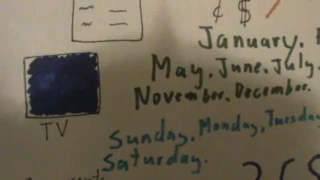 $
January,
May, June, July,
November, December.
TV
Sunday, Monday, Tuesday
Saturday.